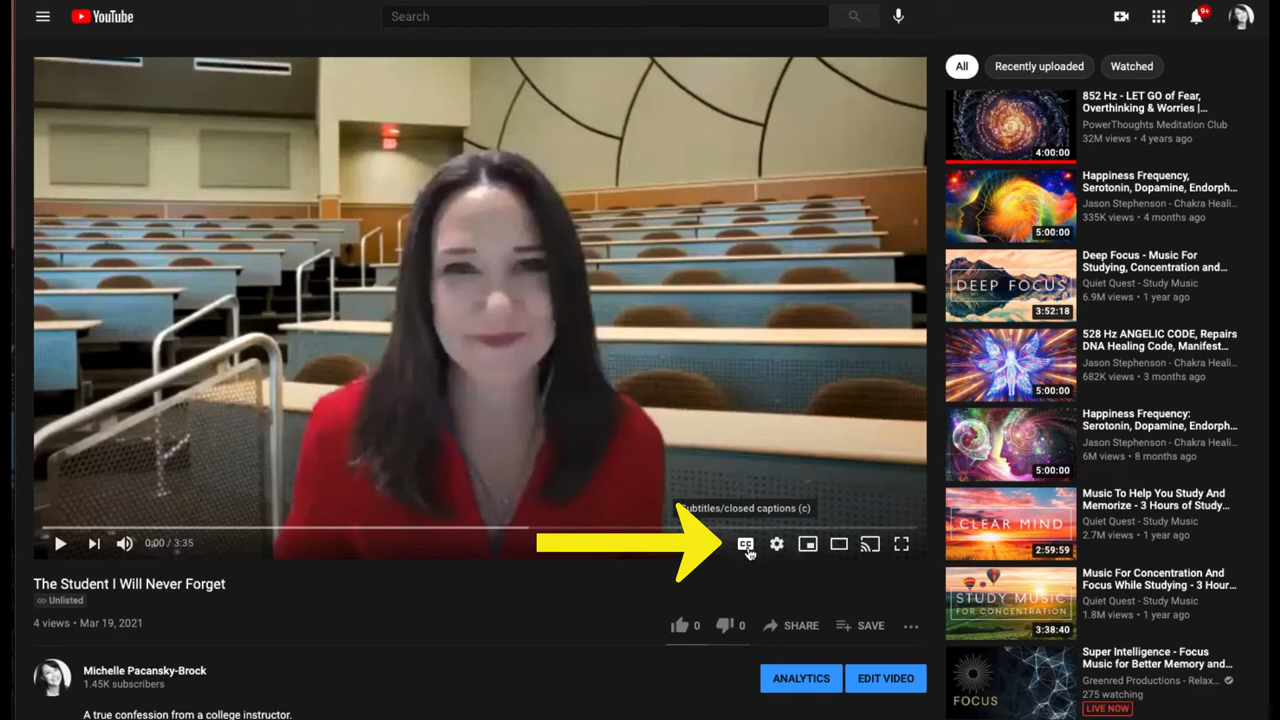 YouTube
Search
9+
All
Recently uploaded
Watched
852 Hz - LET GO of Fear,
Overthinking & Worries |...
PowerThoughts Meditation Club
32M views • 4 years ago
4:00:00
Happiness Frequency,
Serotonin, Dopamine, Endorph...
Jason Stephenson - Chakra Heali...
335K views • 4 months ago
5:00:00
Deep Focus - Music For
Studying, Concentration and...
Quiet Quest - Study Music
6.9M views • 1 year ago
DEEP FOCUS
3:52:18
528 Hz ANGELIC CODE, Repairs
DNA Healing Code, Manifest...
Jason Stephenson - Chakra Heali...
682K views • 3 months ago
5:00:00
Happiness Frequency:
Serotonin, Dopamine, Endorph...
Jason Stephenson - Chakra Heali...
6M views • 8 months ago
5:00:00
Music To Help You Study And
Memorize - 3 Hours of Study...
Quiet Quest - Study Music
2.7M views • 1 year ago
CLEAR MIND
2:59:59
Music For Concentration And
Focus While Studying - 3 Hour...
Quiet Quest - Study Music
1.8M views • 1 year ago
STUDY MUSIC
FOR CONCENTRATION
3:38:40
Super Intelligence - Focus
Music for Better Memory and...
Greenred Productions - Relax...
275 watching
LIVE NOW
FOCUS
Subtitles/closed captions (c)
0:00 / 3:35
CC
The Student I Will Never Forget
Unlisted
4 views • Mar 19, 2021
0
0
SHARE
SAVE
Michelle Pacansky-Brock
1.45K subscribers
ANALYTICS
EDIT VIDEO
A true confession from a college instructor.